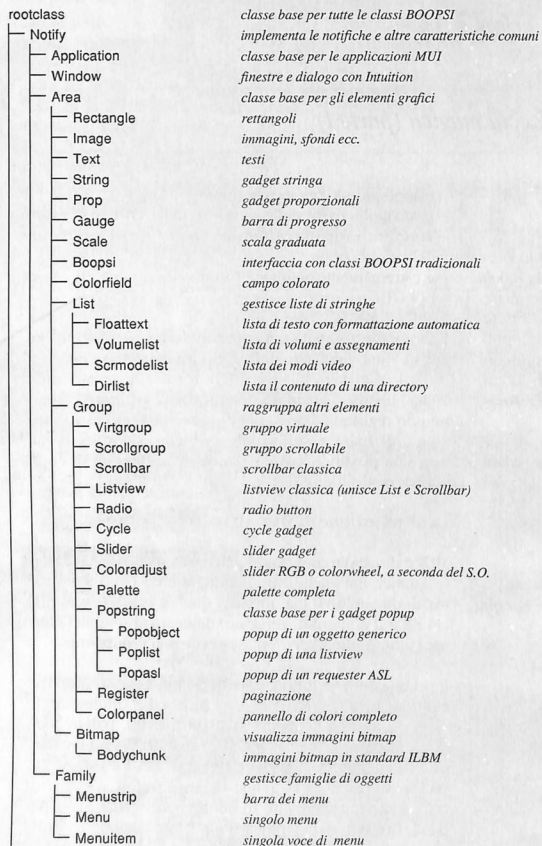 rootclass classe base per tutte le classi BOOPSI
Notify implementa le notifiche e altre caratteristiche comuni
Application classe base per le applicazioni MUI
Window finestre e dialogo con Intuition
Area classe base per gli elementi grafici
Rectangle rettangoli
Image immagini, sfondi ecc.
Text testi
String gadget stringa
Prop gadget proporzionali
Gauge barra di progresso
Scale scala graduata
Boopsi interfaccia con classi BOOPSI tradizionali
Colorfield campo colorato
List gestisce liste di stringhe
Floattext lista di testo con formattazione automatica
Volumelist lista di volumi e assegnamenti
Scrmodelist lista dei modi video
Dirlist lista il contenuto di una directory
Group raggruppa altri elementi
Virtgroup gruppo virtuale
Scrollgroup gruppo scrollabile
Scrollbar scrollbar classica
Listview listview classica (unisce List e Scrollbar)
Radio radio button
Cycle cycle gadget
Slider slider gadget
Coloradjust slider RGB o colorwheel, a seconda del S.O.
Palette palette completa
Popstring classe base per i gadget popup
Popobject popup di un oggetto generico
Poplist popup di una listview
Popasl popup di un requester ASL
Register paginazione
Colorpanel pannello di colori completo
Bitmap visualizza immagini bitmap
Bodychunk immagini bitmap in standard ILBM
Family gestisce famiglie di oggetti
Menustrip barra dei menu
Menu singolo menu
Menuitem singola voce di menu